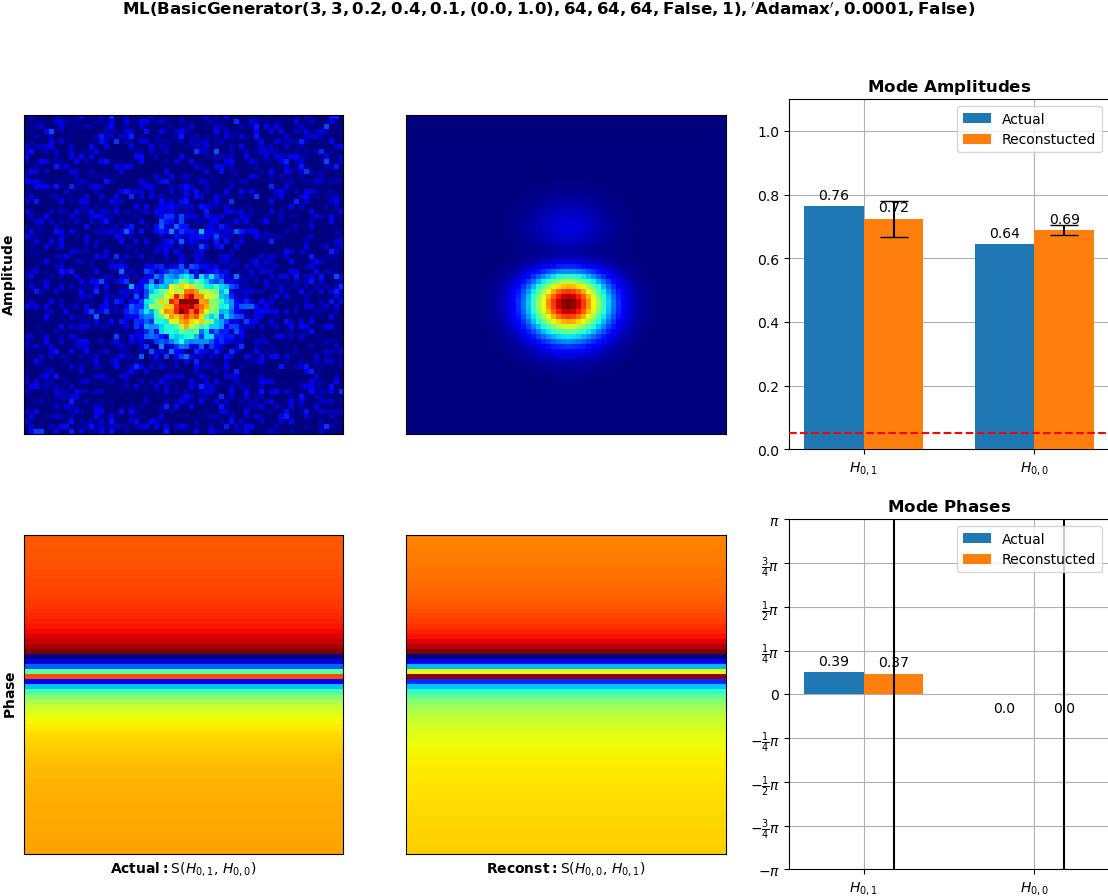 ML(BasicGenerator(3, 3, 0.2, 0.4, 0.1, (0.0, 1.0), 64, 64, 64, False, 1), ′Adamax′, 0.0001, False)
Amplitude
Mode Amplitudes
Actual
Reconstucted
1.0
0.8
0.6
0.4
0.2
0.0
0.76
0.72
0.64
0.69
H0, 1
H0, 0
Phase
Actual: S(H0, 1, H0, 0)
Reconst: S(H0, 0, H0, 1)
Mode Phases
Actual
Reconstucted
π
3/4π
1/2π
1/4π
0
−1/4π
−1/2π
−3/4π
−π
0.39
0.37
0.0
0.0
H0, 1
H0, 0